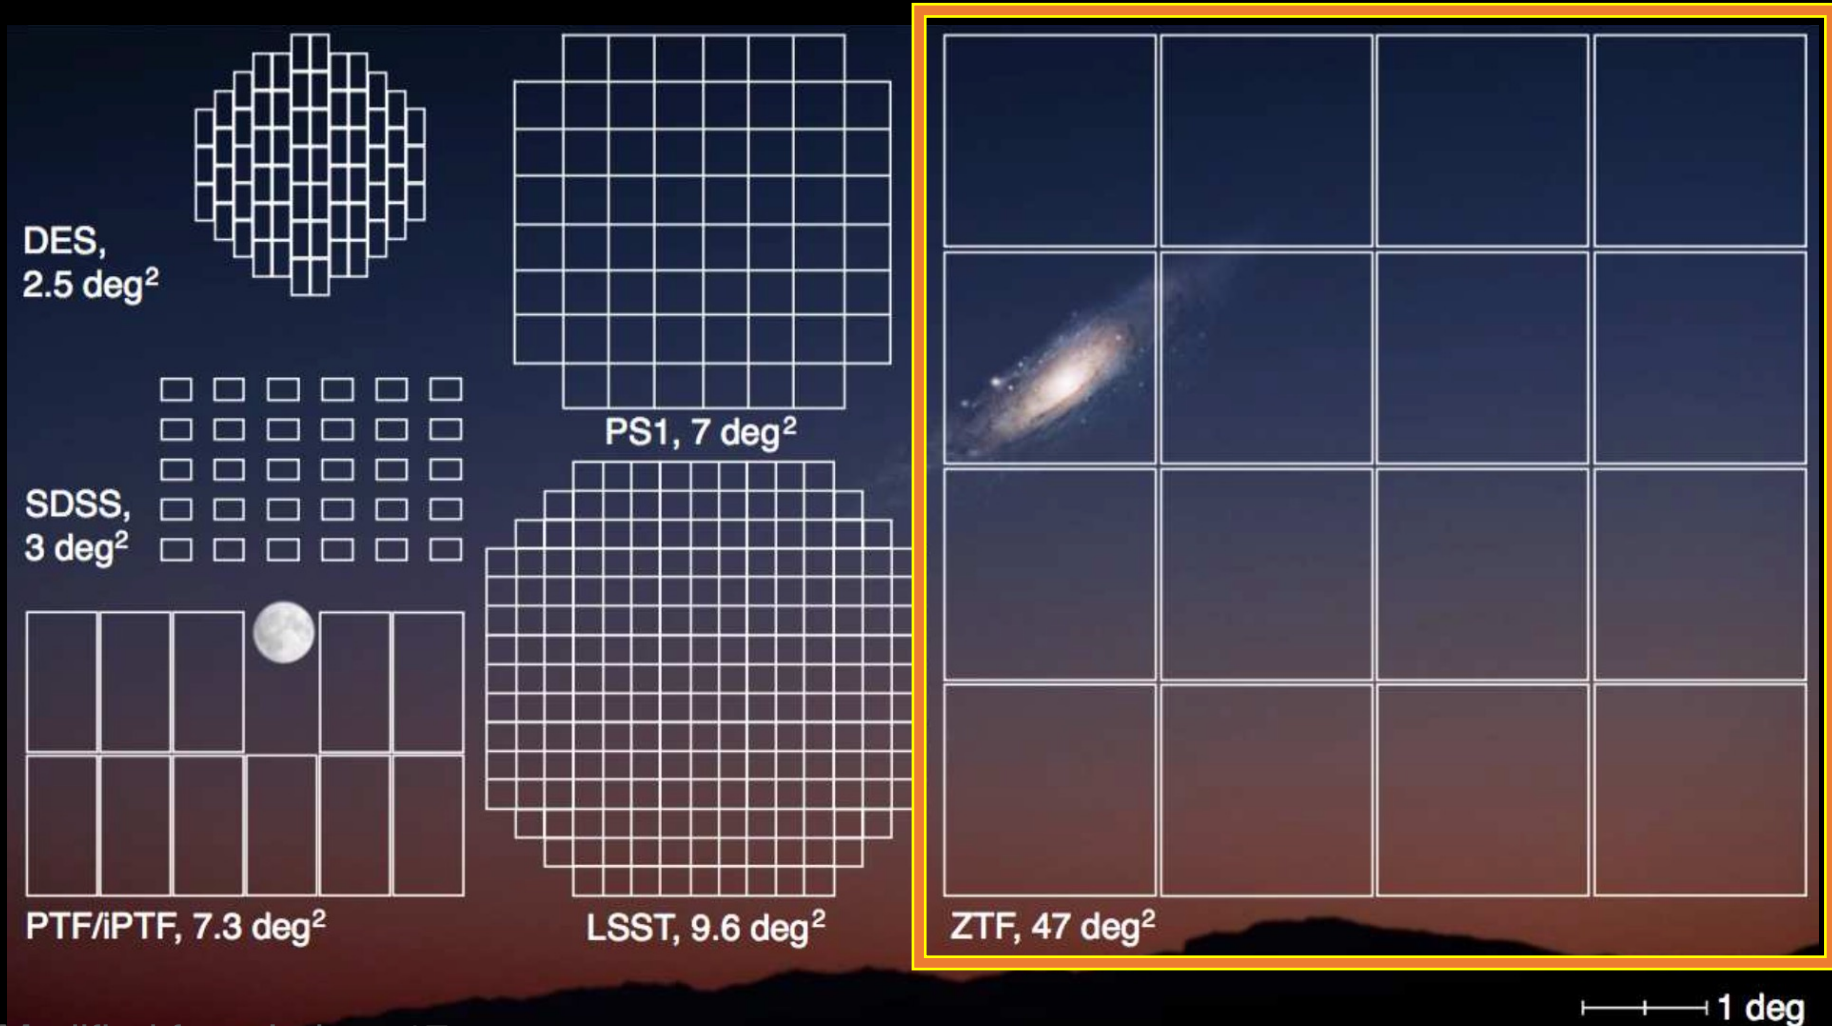 DES,
2.5 deg²
PS1, 7 deg²
SDSS,
3 deg²
PTF/iPTF, 7.3 deg²
LSST, 9.6 deg²
ZTF, 47 deg²
1 deg